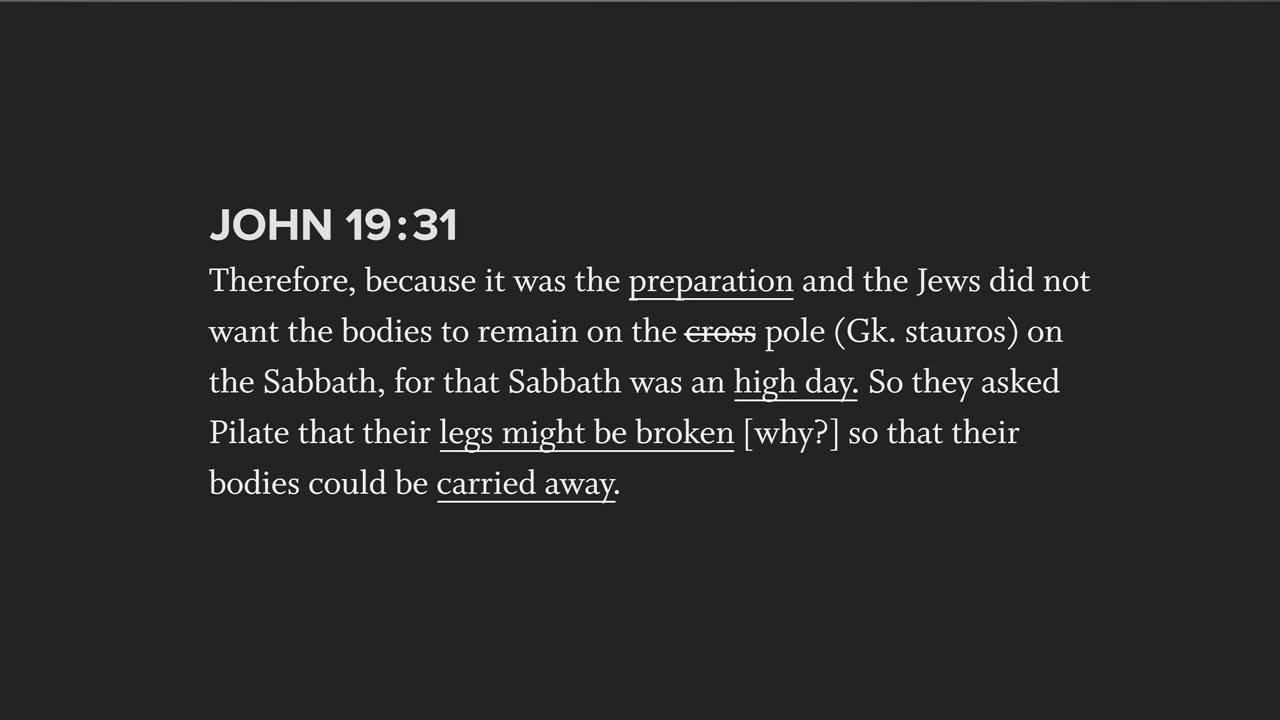 JOHN 19:31
Therefore, because it was the preparation and the Jews did not
want the bodies to remain on the cross pole (Gk. stauros) on
the Sabbath, for that Sabbath was an high day. So they asked
Pilate that their legs might be broken [why?] so that their
bodies could be carried away.